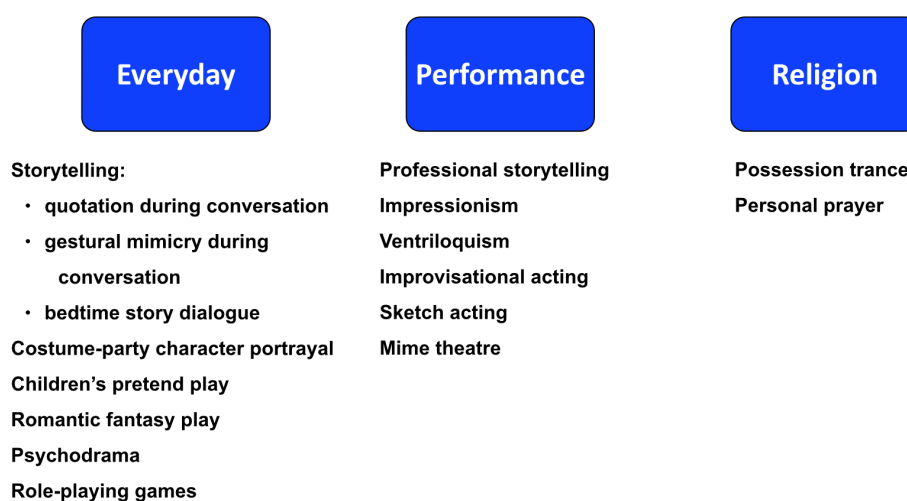 Everyday
Performance
Religion
Storytelling:
• quotation during conversation
• gestural mimicry during
conversation
• bedtime story dialogue
Costume-party character portrayal
Children’s pretend play
Romantic fantasy play
Psychodrama
Role-playing games
Professional storytelling
Impressionism
Ventriloquism
Improvisational acting
Sketch acting
Mime theatre
Possession trance
Personal prayer